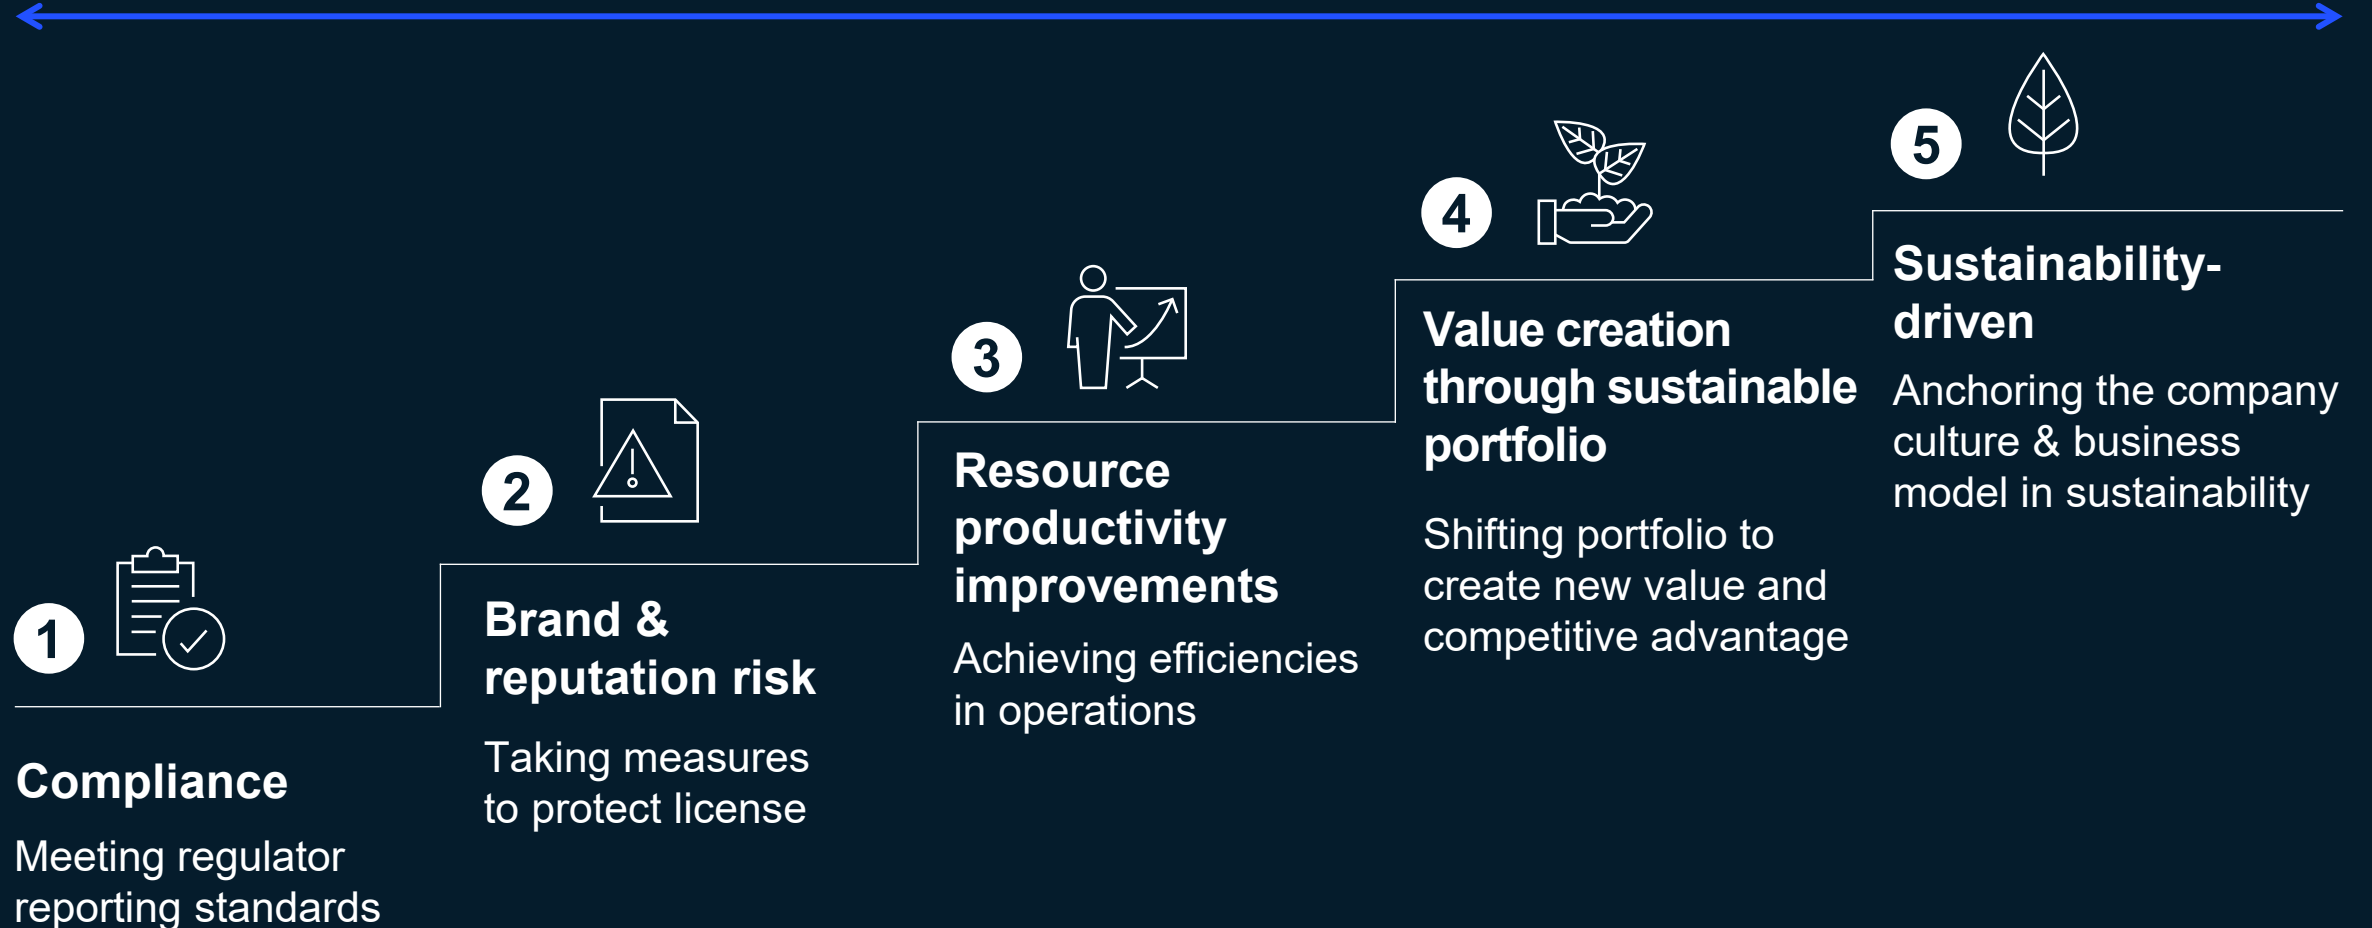 1
Compliance
Meeting regulator
reporting standards
2
Brand &
reputation risk
Taking measures
to protect license
3
Resource
productivity
improvements
Achieving efficiencies
in operations
4
Value creation
through sustainable
portfolio
Shifting portfolio to
create new value and
competitive advantage
5
Sustainability-
driven
Anchoring the company
culture & business
model in sustainability